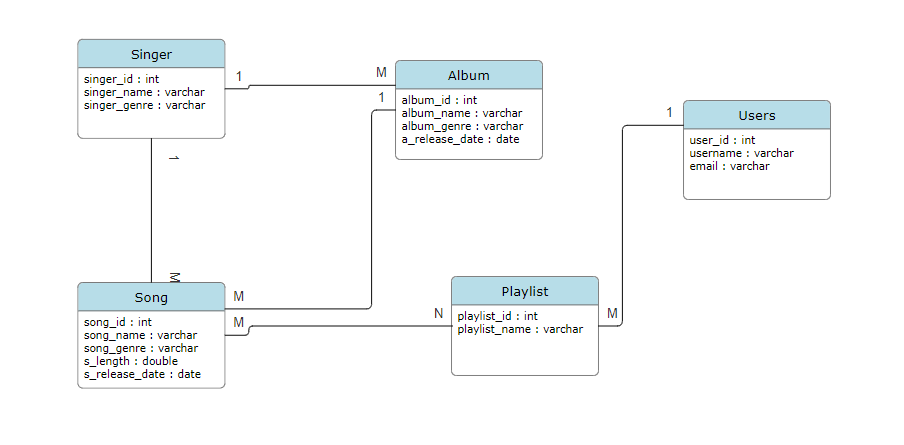 Singer
singer_id : int
singer_name : varchar
singer_genre : varchar
1
M
Album
album_id : int
album_name : varchar
album_genre : varchar
a_release_date : date
1
1
Users
user_id : int
username : varchar
email : varchar
1
M
Song
song_id : int
song_name : varchar
song_genre : varchar
s_length : double
s_release_date : date
M
M
N
Playlist
playlist_id : int
playlist_name : varchar
M